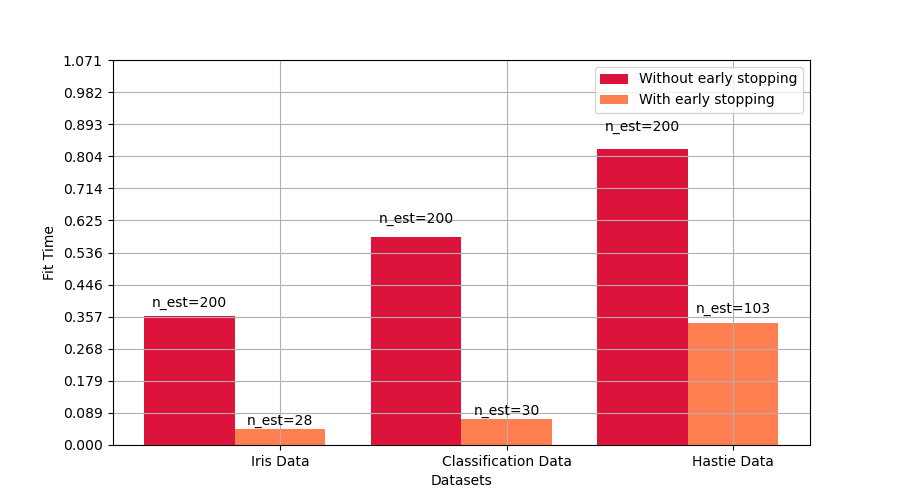 1.071
0.982
0.893
0.804
0.714
0.625
0.536
0.446
0.357
0.268
0.179
0.089
0.000
Fit Time
Without early stopping
With early stopping
n_est=200
n_est=200
n_est=200
n_est=28
n_est=30
n_est=103
Iris Data
Classification Data
Hastie Data
Datasets